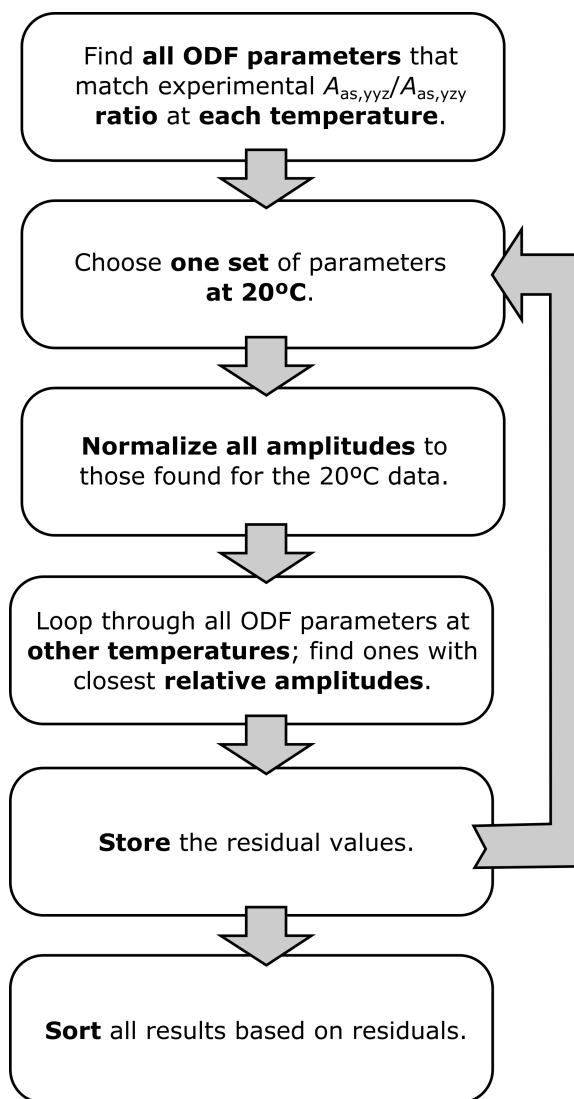 Find all ODF parameters that
match experimental Aas,yyz/Aas,yzy
ratio at each temperature.
Choose one set of parameters
at 20ºC.
Normalize all amplitudes to
those found for the 20ºC data.
Loop through all ODF parameters at
other temperatures; find ones with
closest relative amplitudes.
Store the residual values.
Sort all results based on residuals.